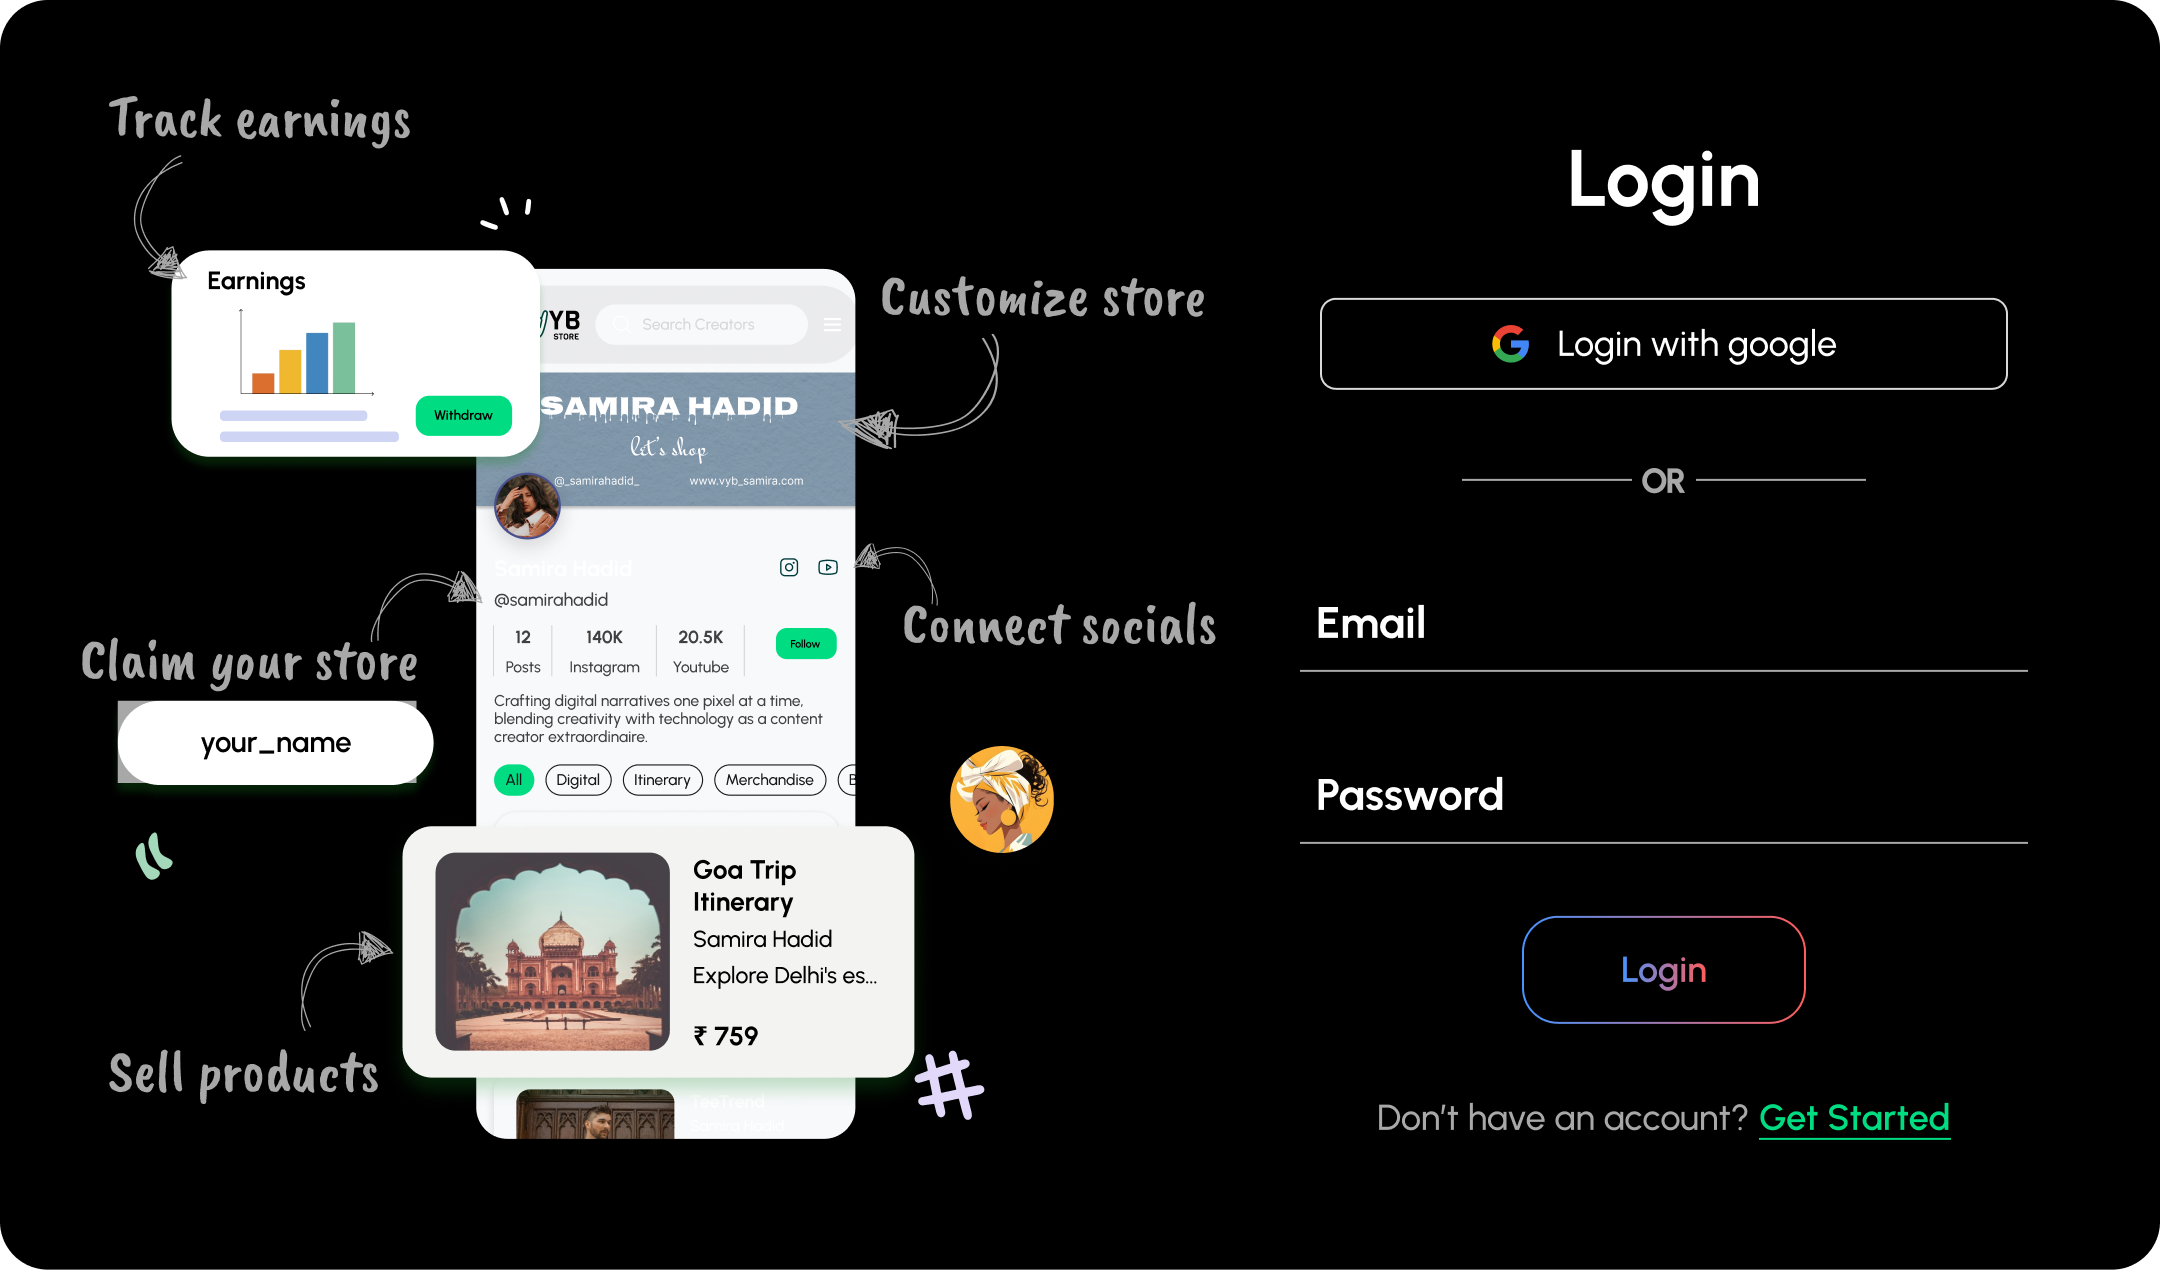 Track earnings
Earnings
Withdraw
VYB
STORE
Search Creators
SAMIRA HADID
let's shop
@_samirahadid_
www.vyb_samira.com
Customize store
Samira Hadid
@samirahadid
12
140K
20.5K
Posts
Instagram
Youtube
Follow
Connect socials
Claim your store
your_name
Crafting digital narratives one pixel at a time,
blending creativity with technology as a content
creator extraordinaire.
All
Digital
Itinerary
Merchandise
B
Goa Trip
Itinerary
Samira Hadid
Explore Delhi's es...
₹ 759
Sell products
TeeTrend
Samira Hadid
Login
Login with google
OR
Email
Password
Login
Don't have an account? Get Started